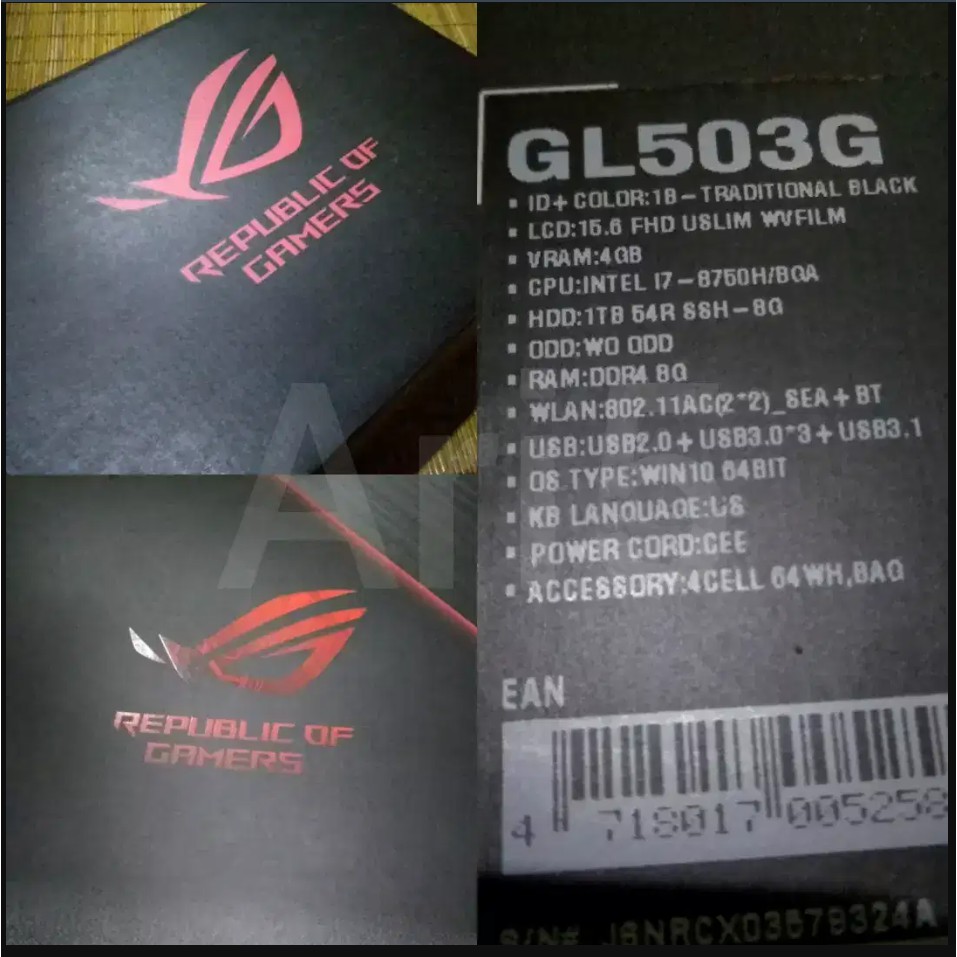 REPUBLIC OF
GAMERS
REPUBLIC OF
GAMERS
GL503G
▪ ID+COLOR:1B-TRADITIONAL BLACK
▪ LCD:15.6 FHD USLIM WVFILM
▪ VRAM:4GB
▪ CPU:INTEL I7-8750H/BGA
▪ HDD:1TB 54R SSH-8G
▪ ODD:WO ODD
▪ RAM:DDR4 8G
▪ WLAN:802.11AC(2*2)_SEA+BT
▪ USB:USB2.0+USB3.0*3+USB3.1
▪ OS TYPE:WIN10 64BIT
▪ KB LANGUAGE:US
▪ POWER CORD:CEE
▪ ACCESSORY:4CELL 64WH,BAG
EAN
4 718017 005258
S/N# J6NRCX03579324A